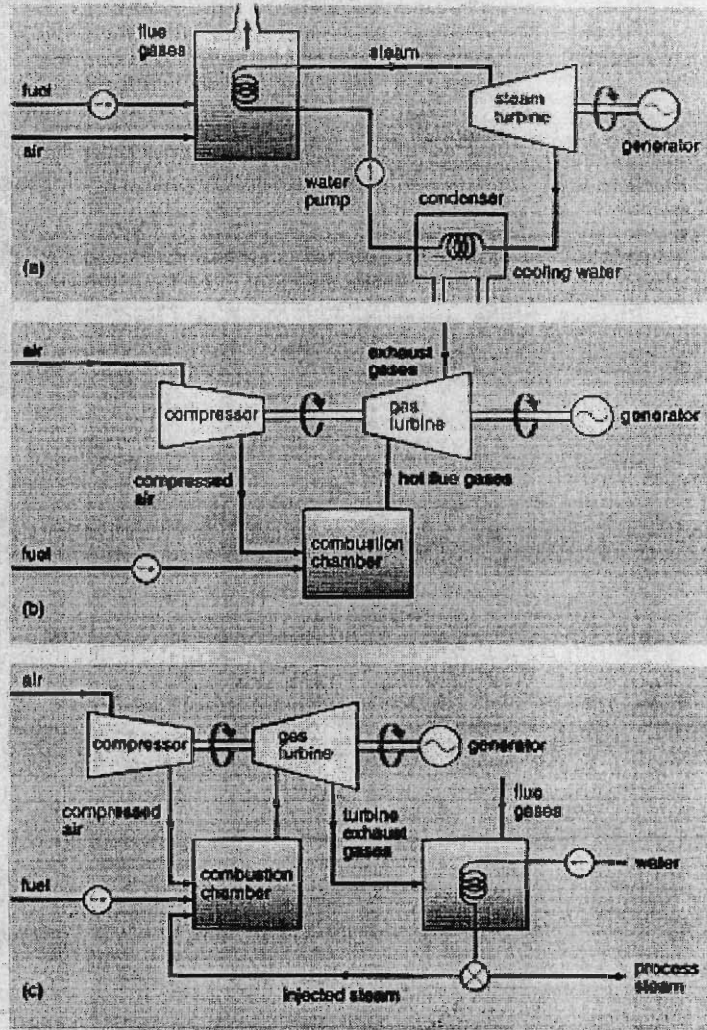 flue
gases
steam
fuel
steam
turbine
air
generator
water
pump
condenser
(a)
cooling water
air
exhaust
gases
compressor
gas
turbine
generator
compressed
air
hot flue gases
fuel
combustion
chamber
(b)
air
compressor
gas
turbine
generator
compressed
air
turbine
exhaust
gases
flue
gases
combustion
chamber
water
fuel
process
steam
(c)
injected steam